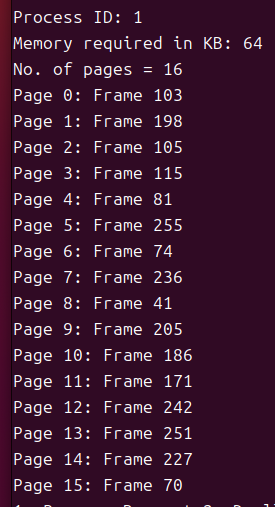 Process ID: 1
Memory required in KB: 64
No. of pages = 16
Page 0: Frame 103
Page 1: Frame 198
Page 2: Frame 105
Page 3: Frame 115
Page 4: Frame 81
Page 5: Frame 255
Page 6: Frame 74
Page 7: Frame 236
Page 8: Frame 41
Page 9: Frame 205
Page 10: Frame 186
Page 11: Frame 171
Page 12: Frame 242
Page 13: Frame 251
Page 14: Frame 227
Page 15: Frame 70